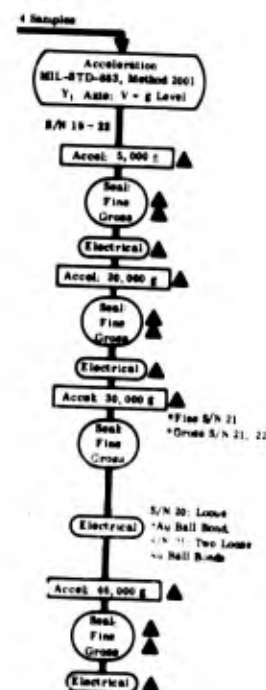 4 Samples
Acceleration
MIL-STD-883, Method 2001
Y₁ Axis: V = g Level
S/N 19 - 22
Accel: 5,000 g
Seal:
Fine
Gross
Electrical
Accel: 20,000 g
Seal:
Fine
Gross
Electrical
Accel: 30,000 g
*Fine S/N 21
*Gross S/N 21, 22
Seal:
Fine
Gross
S/N 20: Loose
Electrical
*Au Ball Bond,
S/N 21: Two Loose
Au Ball Bonds
Accel:
Seal:
Fine
Gross
Electrical